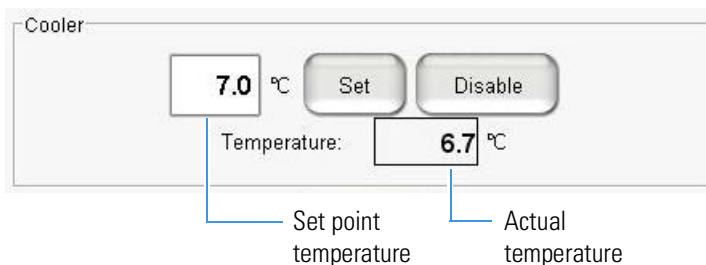 Cooler
7.0 °C Set Disable
Temperature: 6.7 °C
Set point temperature
Actual temperature